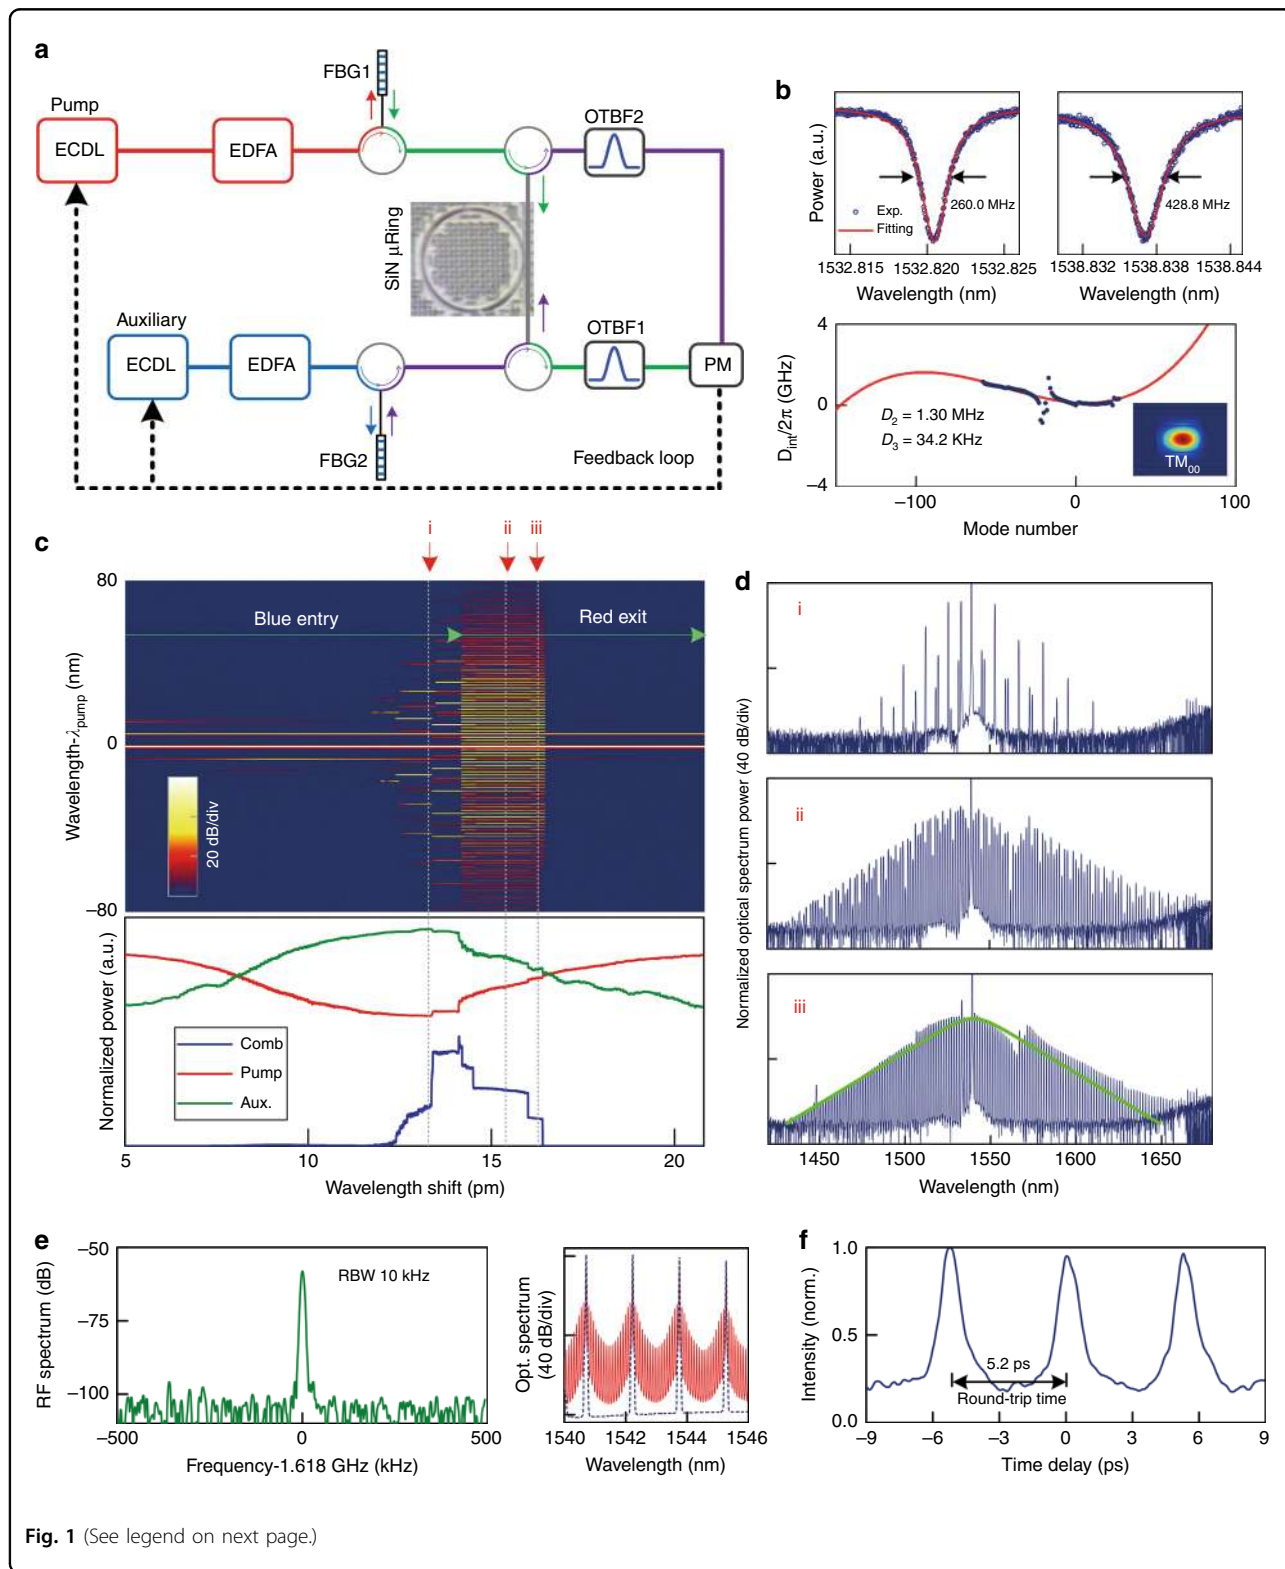 a
FBG1
Pump
ECDL
EDFA
OTBF2
SiN μRing
Auxiliary
ECDL
EDFA
OTBF1
PM
FBG2
Feedback loop
b
Power (a.u.)
Exp.
Fitting
260.0 MHz
428.8 MHz
1532.815 1532.820 1532.825
1538.832 1538.838 1538.844
Wavelength (nm)
Wavelength (nm)
4
0
−4
D_int/2π (GHz)
D₂ = 1.30 MHz
D₃ = 34.2 KHz
TM₀₀
−100 0 100
Mode number
c
i ii iii
80
0
−80
Wavelength-λ_pump (nm)
Blue entry
Red exit
20 dB/div
Normalized power (a.u.)
Comb
Pump
Aux.
5 10 15 20
Wavelength shift (pm)
d
i
ii
iii
Normalized optical spectrum power (40 dB/div)
1450 1500 1550 1600 1650
Wavelength (nm)
e
−50
−75
−100
RF spectrum (dB)
RBW 10 kHz
−500 0 500
Frequency-1.618 GHz (kHz)
Opt. spectrum
(40 dB/div)
1540 1542 1544 1546
Wavelength (nm)
f
1.0
0.5
0.0
Intensity (norm.)
5.2 ps
Round-trip time
−9 −6 −3 0 3 6 9
Time delay (ps)
Fig. 1 (See legend on next page.)